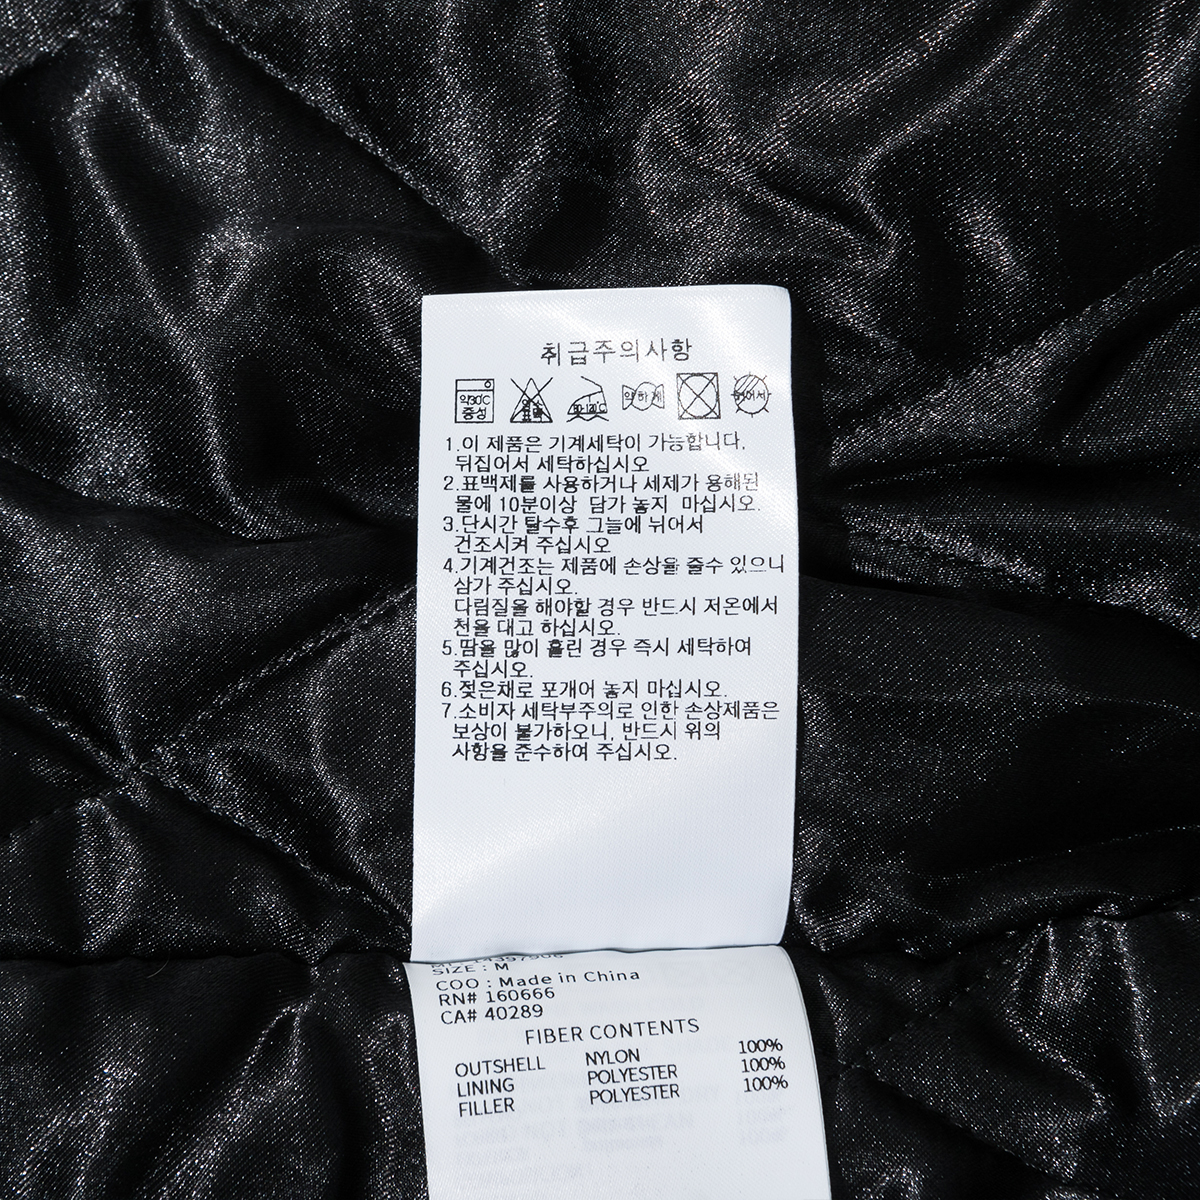 취급주의사항
약30℃ 중성 염소 표백 80-120℃ 약하게 뉘어서
1.이 제품은 기계세탁이 가능합니다.
뒤집어서 세탁하십시오
2.표백제를 사용하거나 세제가 용해된
물에 10분이상 담가 놓지 마십시오.
3.단시간 탈수후 그늘에 뉘어서
건조시켜 주십시오
4.기계건조는 제품에 손상을 줄수 있으니
삼가 주십시오.
다림질을 해야할 경우 반드시 저온에서
천을 대고 하십시오.
5.땀을 많이 흘린 경우 즉시 세탁하여
주십시오.
6.젖은채로 포개어 놓지 마십시오.
7.소비자 세탁부주의로 인한 손상제품은
보상이 불가하오니, 반드시 위의
사항을 준수하여 주십시오.
SIZE : M
COO : Made in China
RN# 160666
CA# 40289
FIBER CONTENTS
OUTSHELL NYLON 100%
LINING POLYESTER 100%
FILLER POLYESTER 100%